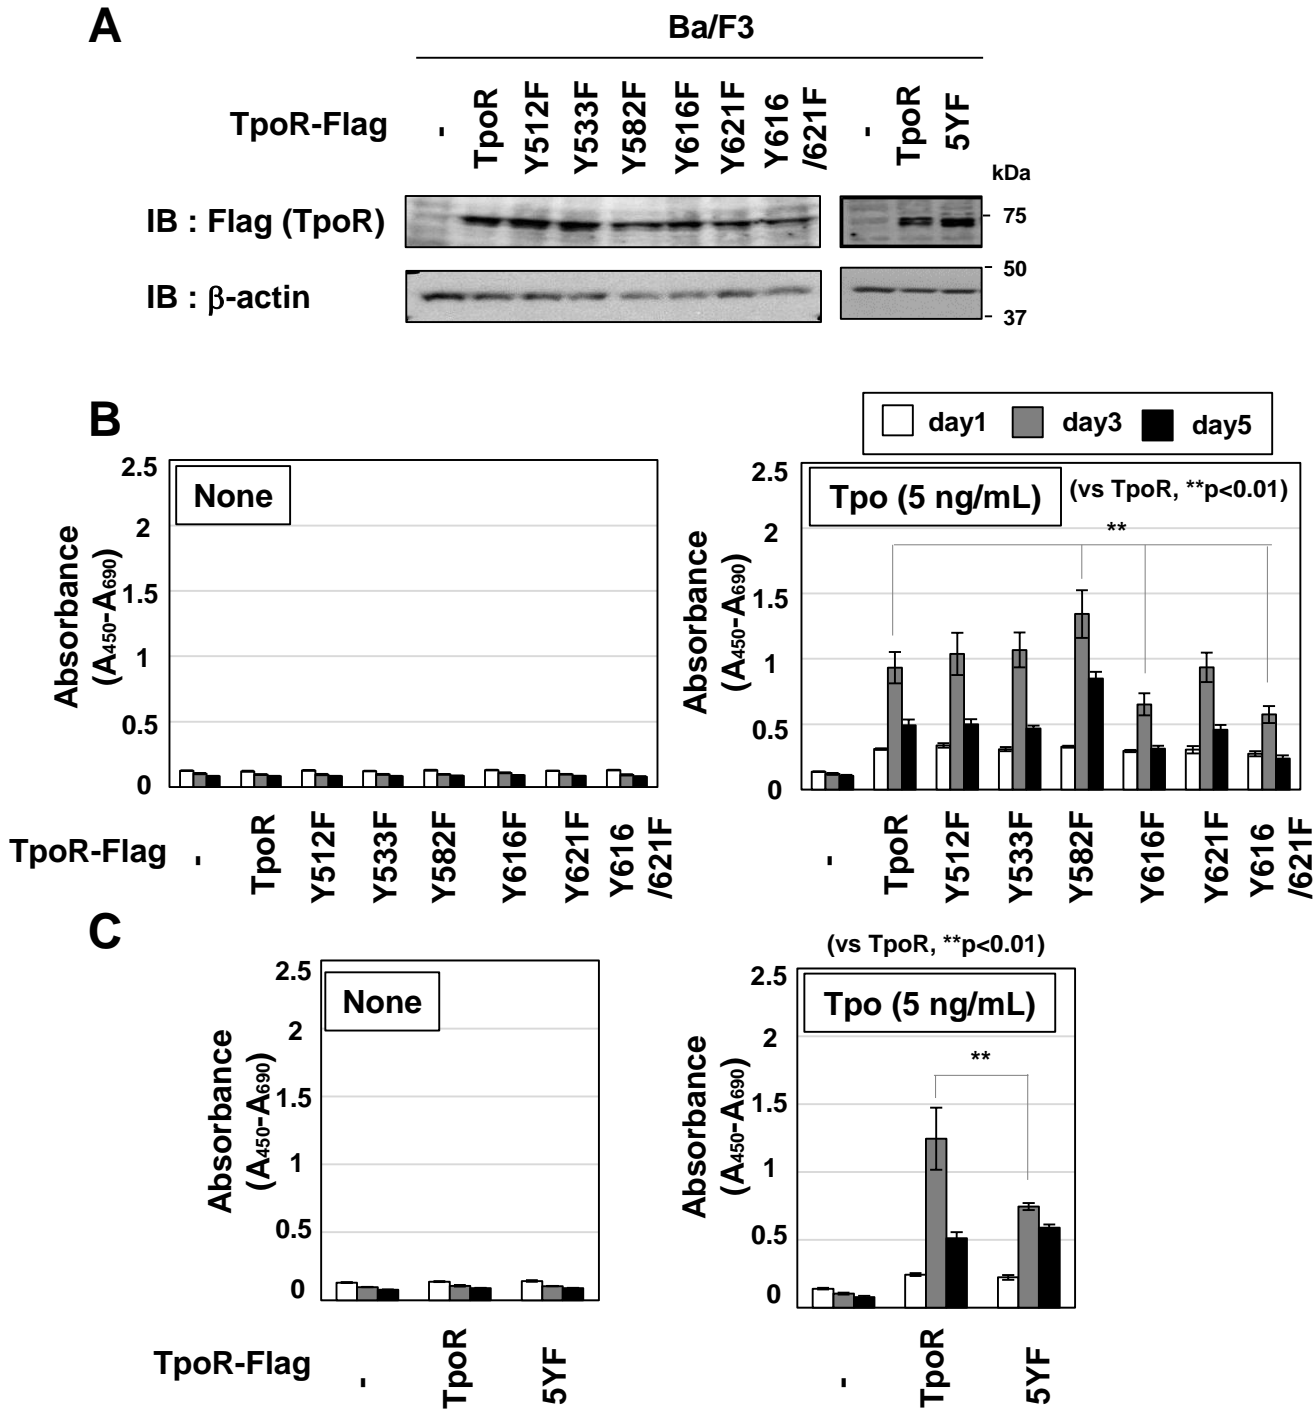 A
Ba/F3
TpoR-Flag
-
TpoR
Y512F
Y533F
Y582F
Y616F
Y621F
Y616
/621F
-
TpoR
5YF
kDa
IB : Flag (TpoR)
75
IB : β-actin
50
37
B
day1
day3
day5
None
Absorbance
(A450-A690)
2.5
2
1.5
1
0.5
0
Tpo (5 ng/mL)
(vs TpoR, **p<0.01)
**
Absorbance
(A450-A690)
2.5
2
1.5
1
0.5
0
TpoR-Flag
-
TpoR
Y512F
Y533F
Y582F
Y616F
Y621F
Y616
/621F
-
TpoR
Y512F
Y533F
Y582F
Y616F
Y621F
Y616
/621F
C
None
Absorbance
(A450-A690)
2.5
2
1.5
1
0.5
0
(vs TpoR, **p<0.01)
Tpo (5 ng/mL)
**
Absorbance
(A450-A690)
2.5
2
1.5
1
0.5
0
TpoR-Flag
-
TpoR
5YF
-
TpoR
5YF